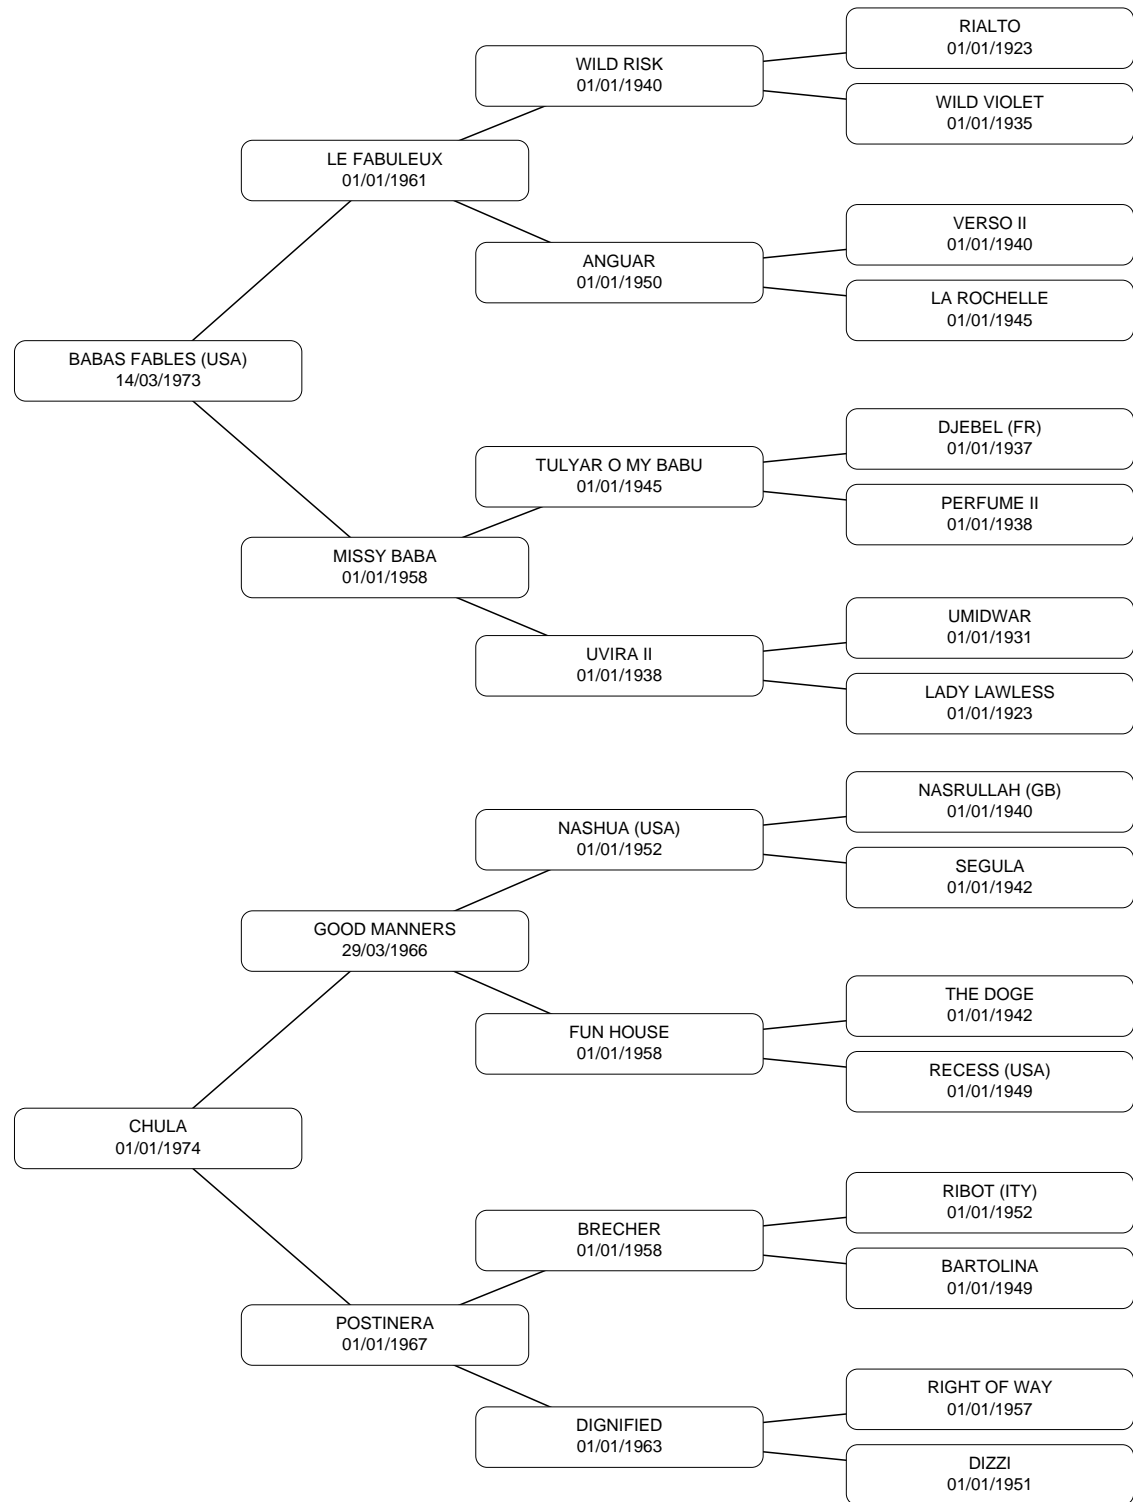 RIALTO
01/01/1923
WILD RISK
01/01/1940
WILD VIOLET
01/01/1935
LE FABULEUX
01/01/1961
VERSO II
01/01/1940
ANGUAR
01/01/1950
LA ROCHELLE
01/01/1945
BABAS FABLES (USA)
14/03/1973
DJEBEL (FR)
01/01/1937
TULYAR O MY BABU
01/01/1945
PERFUME II
01/01/1938
MISSY BABA
01/01/1958
UMIDWAR
01/01/1931
UVIRA II
01/01/1938
LADY LAWLESS
01/01/1923
NASRULLAH (GB)
01/01/1940
NASHUA (USA)
01/01/1952
SEGULA
01/01/1942
GOOD MANNERS
29/03/1966
THE DOGE
01/01/1942
FUN HOUSE
01/01/1958
RECESS (USA)
01/01/1949
CHULA
01/01/1974
RIBOT (ITY)
01/01/1952
BRECHER
01/01/1958
BARTOLINA
01/01/1949
POSTINERA
01/01/1967
RIGHT OF WAY
01/01/1957
DIGNIFIED
01/01/1963
DIZZI
01/01/1951